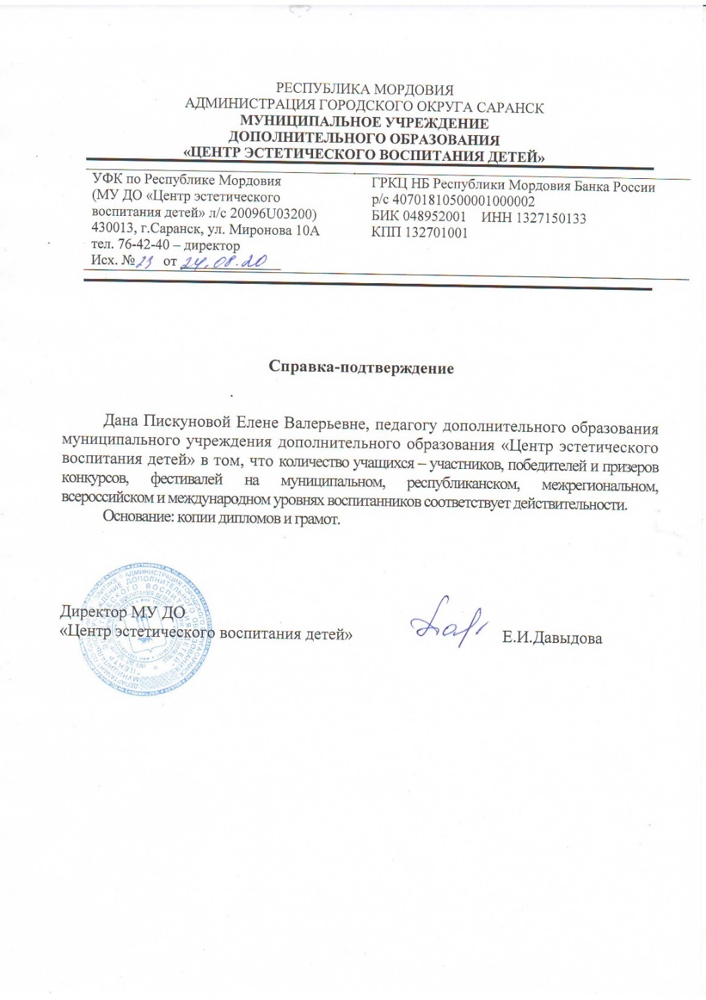 РЕСПУБЛИКА МОРДОВИЯ
АДМИНИСТРАЦИЯ ГОРОДСКОГО ОКРУГА САРАНСК
МУНИЦИПАЛЬНОЕ УЧРЕЖДЕНИЕ
ДОПОЛНИТЕЛЬНОГО ОБРАЗОВАНИЯ
«ЦЕНТР ЭСТЕТИЧЕСКОГО ВОСПИТАНИЯ ДЕТЕЙ»
УФК по Республике Мордовия
(МУ ДО «Центр эстетического
воспитания детей» л/с 20096U03200)
430013, г.Саранск, ул. Миронова 10А
тел. 76-42-40 – директор
Исх. №23 от 24.08.20
ГРКЦ НБ Республики Мордовия Банка России
р/с 40701810500001000002
БИК 048952001 ИНН 1327150133
КПП 132701001
Справка-подтверждение
Дана Пискуновой Елене Валерьевне, педагогу дополнительного образования
муниципального учреждения дополнительного образования «Центр эстетического
воспитания детей» в том, что количество учащихся – участников, победителей и призеров
конкурсов, фестивалей на муниципальном, республиканском, межрегиональном,
всероссийском и международном уровнях воспитанников соответствует действительности.
Основание: копии дипломов и грамот.
Директор МУ ДО
«Центр эстетического воспитания детей»
Е.И.Давыдова